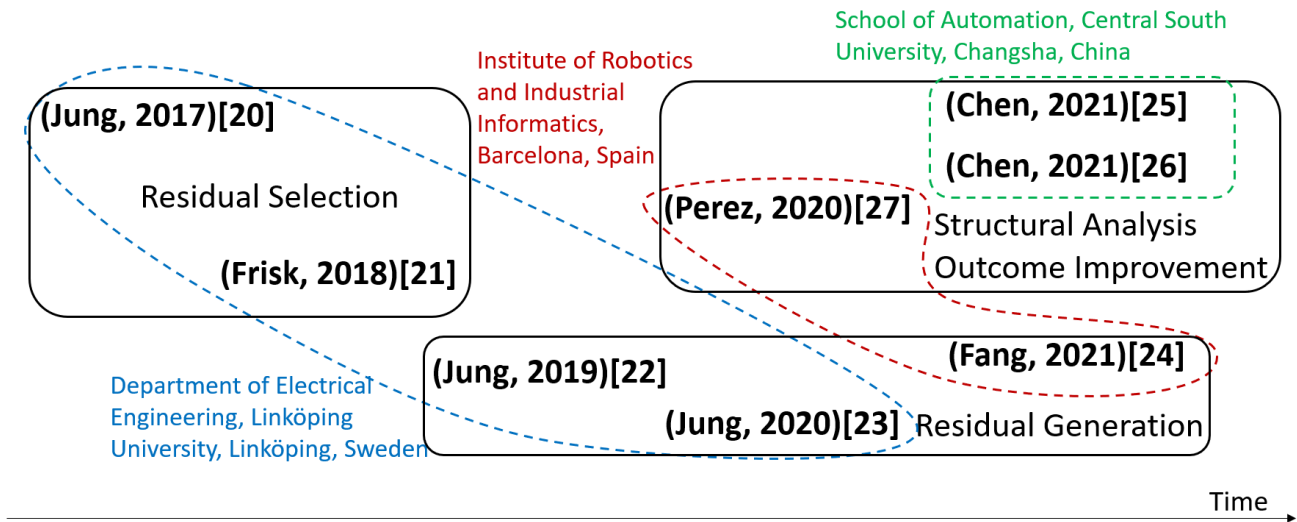 School of Automation, Central South
University, Changsha, China
Institute of Robotics
and Industrial
Informatics,
Barcelona, Spain
(Jung, 2017)[20]
Residual Selection
(Frisk, 2018)[21]
(Chen, 2021)[25]
(Chen, 2021)[26]
(Perez, 2020)[27]
Structural Analysis
Outcome Improvement
Department of Electrical
Engineering, Linköping
University, Linköping, Sweden
(Jung, 2019)[22]
(Fang, 2021)[24]
(Jung, 2020)[23]
Residual Generation
Time